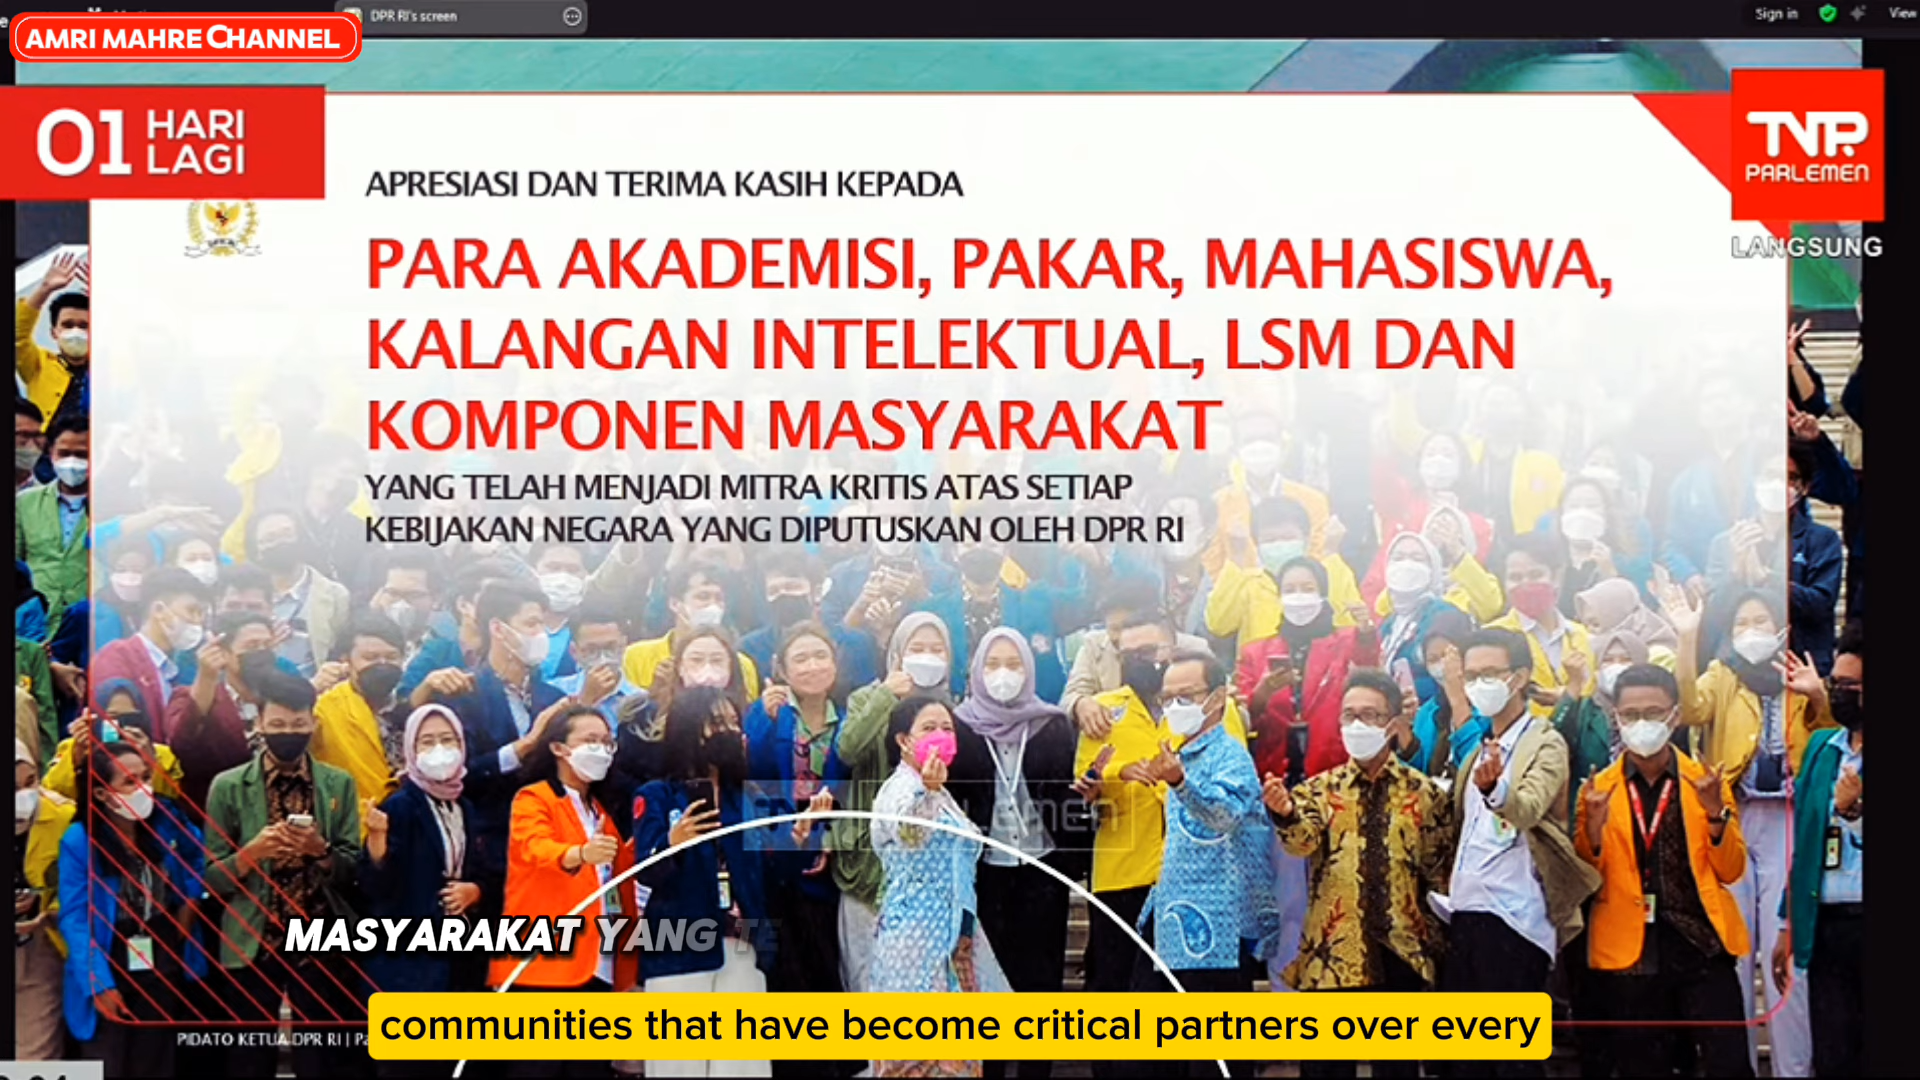 DPR RI's screen
Sign in
View
AMRI MAHRE CHANNEL
01 HARI LAGI
TVR PARLEMEN
LANGSUNG
APRESIASI DAN TERIMA KASIH KEPADA
PARA AKADEMISI, PAKAR, MAHASISWA,
KALANGAN INTELEKTUAL, LSM DAN
KOMPONEN MASYARAKAT
YANG TELAH MENJADI MITRA KRITIS ATAS SETIAP
KEBIJAKAN NEGARA YANG DIPUTUSKAN OLEH DPR RI
PARLEMEN
MASYARAKAT YANG TE
communities that have become critical partners over every
PIDATO KETUA DPR RI |